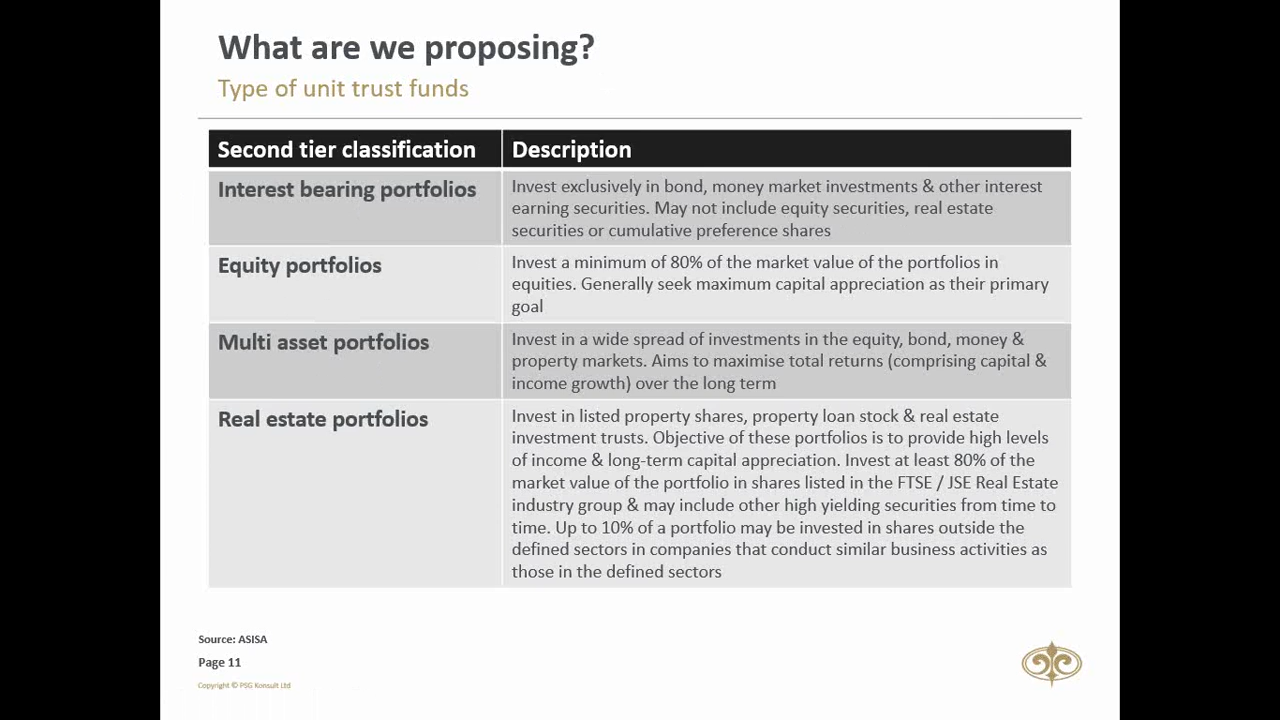 What are we proposing?
Type of unit trust funds
Second tier classification
Description
Interest bearing portfolios
Invest exclusively in bond, money market investments & other interest
earning securities. May not include equity securities, real estate
securities or cumulative preference shares
Equity portfolios
Invest a minimum of 80% of the market value of the portfolios in
equities. Generally seek maximum capital appreciation as their primary
goal
Multi asset portfolios
Invest in a wide spread of investments in the equity, bond, money &
property markets. Aims to maximise total returns (comprising capital &
income growth) over the long term
Real estate portfolios
Invest in listed property shares, property loan stock & real estate
investment trusts. Objective of these portfolios is to provide high levels
of income & long-term capital appreciation. Invest at least 80% of the
market value of the portfolio in shares listed in the FTSE / JSE Real Estate
industry group & may include other high yielding securities from time to
time. Up to 10% of a portfolio may be invested in shares outside the
defined sectors in companies that conduct similar business activities as
those in the defined sectors
Source: ASISA
Page 11
Copyright © PSG Konsult Ltd